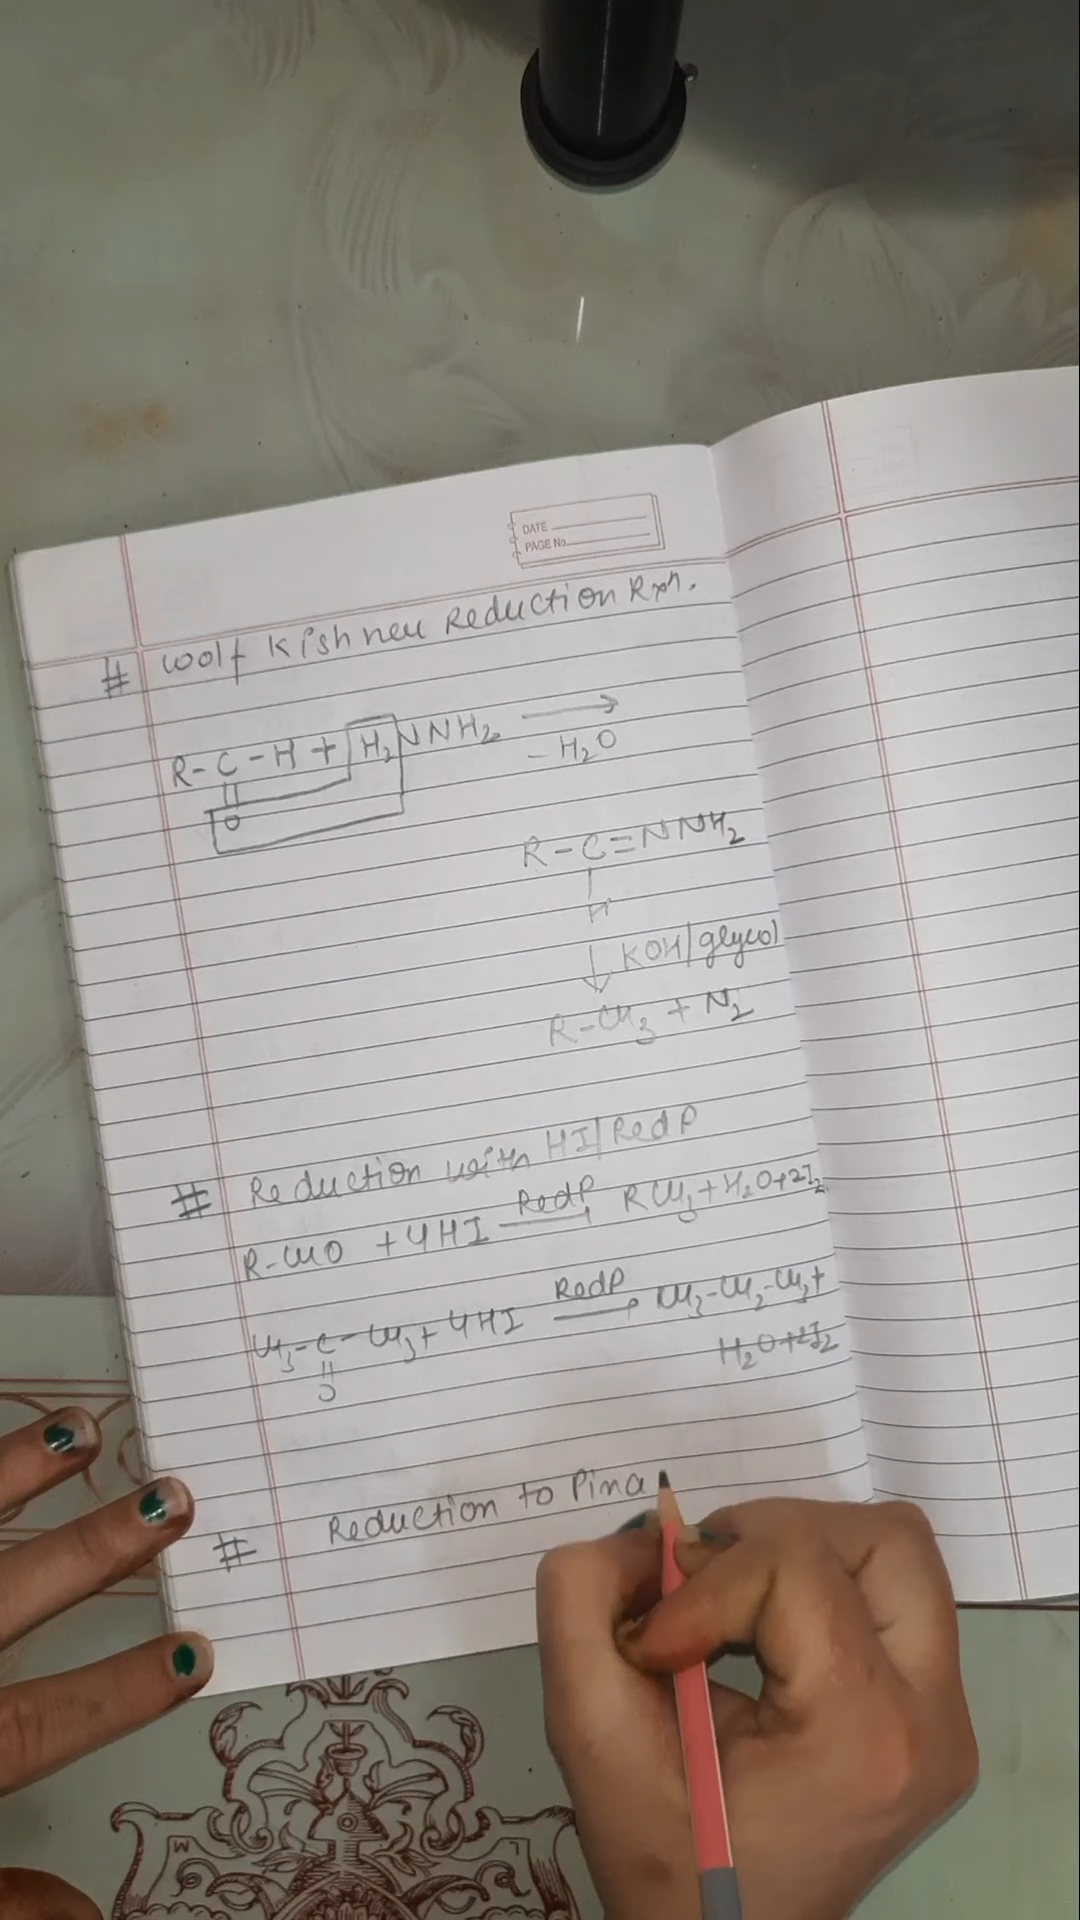 DATE
PAGE No.
# Wolf Kishner Reduction Rxn.
R-C-H + H2NNH2 →
-H2O
||
O
R-C=NNH2
|
H
↓ KOH/glycol
R-CH3 + N2
# Reduction with HI/Red P
R-CHO + 4HI Red P → RCH3 + H2O + 2I2
CH3-C-CH3 + 4HI Red P → CH3-CH2-CH3 +
||
O
H2O + 2I2
# Reduction to Pina
M
L